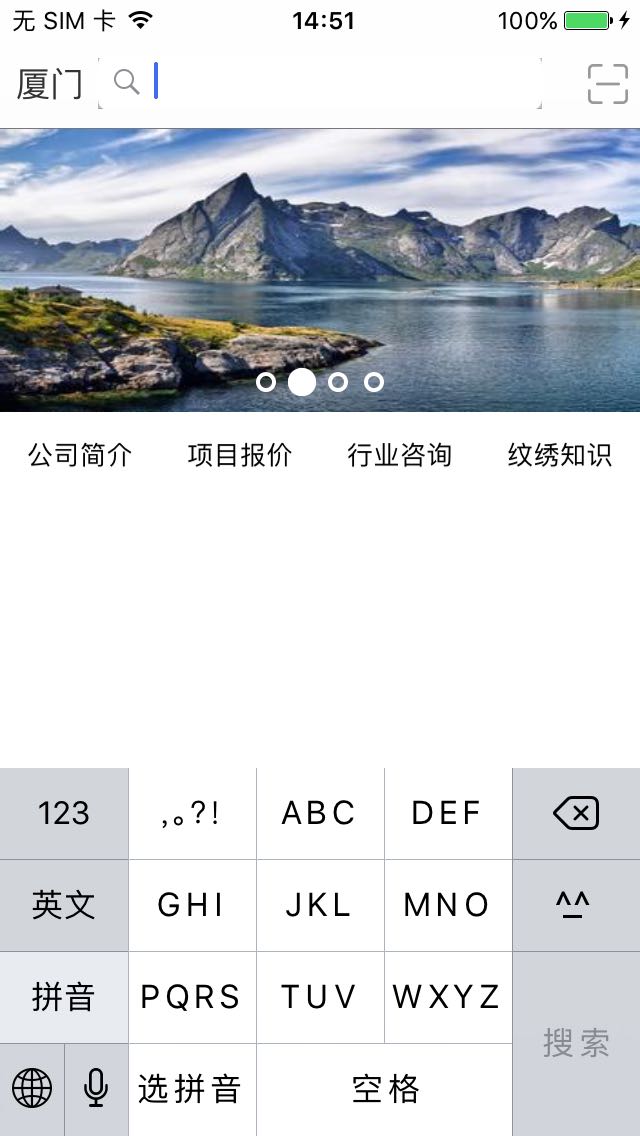 无 SIM 卡 14:51 100%
厦门
公司简介 项目报价 行业咨询 纹绣知识
123 ,。?! ABC DEF
英文 GHI JKL MNO ^^
拼音 PQRS TUV WXYZ
搜索
选拼音 空格